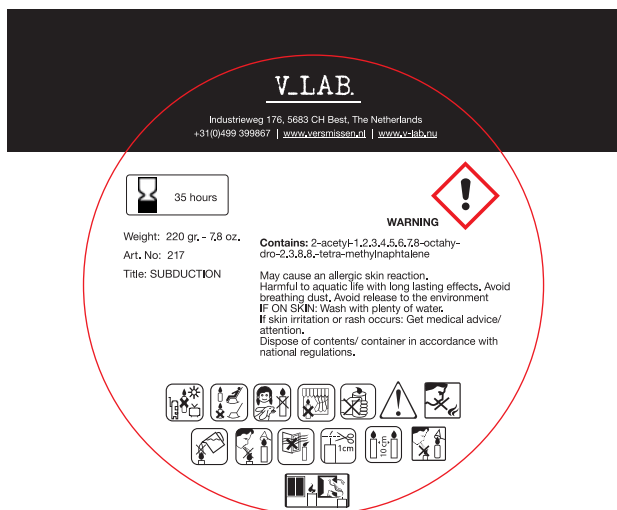 V_LAB.
Industrieweg 176, 5683 CH Best, The Netherlands
+31(0)499 399867 | www.versmissen.nl | www.v-lab.nu
35 hours
Weight: 220 gr. - 7,8 oz.
Art. No: 217
Title: SUBDUCTION
WARNING
Contains: 2-acetyl-1.2.3.4.5.6.7.8-octahy-
dro-2.3.8.8.-tetra-methylnaphtalene
May cause an allergic skin reaction.
Harmful to aquatic life with long lasting effects. Avoid
breathing dust. Avoid release to the environment
IF ON SKIN: Wash with plenty of water.
If skin irritation or rash occurs: Get medical advice/
attention.
Dispose of contents/ container in accordance with
national regulations.
1cm
10 cm